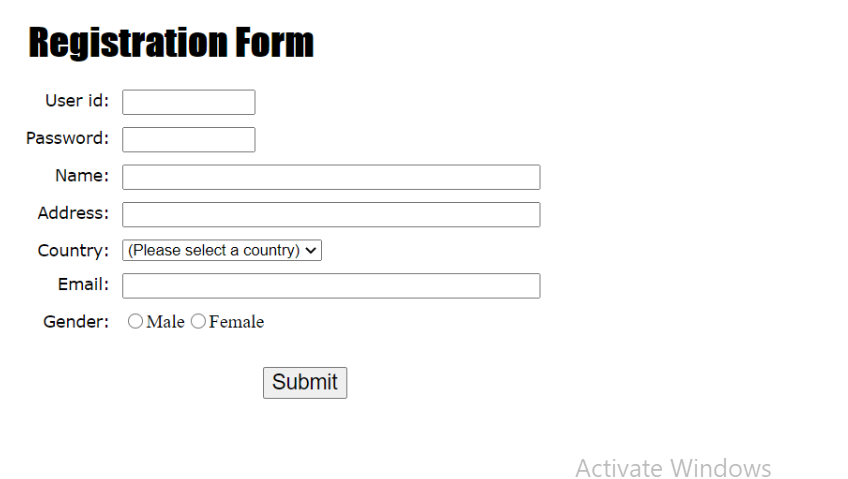 Registration Form
User id:
Password:
Name:
Address:
Country: (Please select a country)
Email:
Gender: Male Female
Submit
Activate Windows